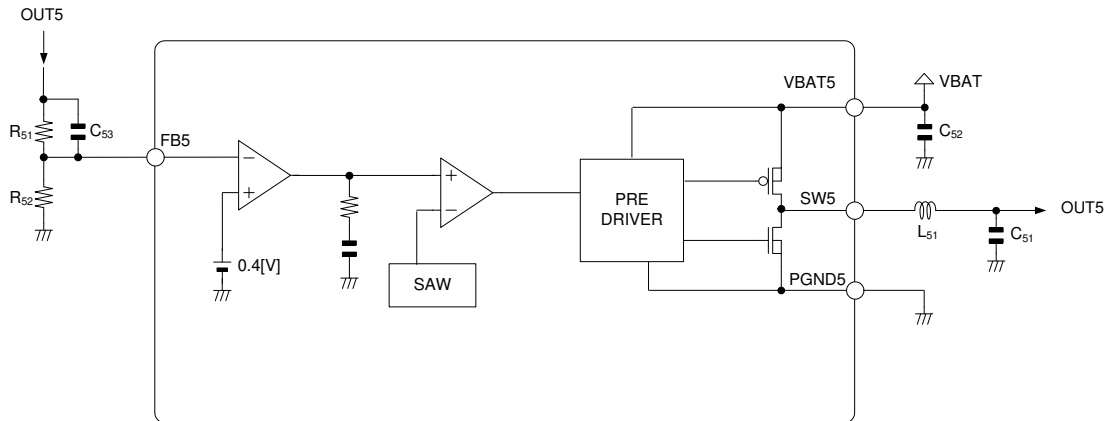 OUT5
VBAT5
VBAT
R51
C53
FB5
C52
−
+
+
−
PRE
DRIVER
SW5
OUT5
R52
L51
C51
0.4[V]
SAW
PGND5